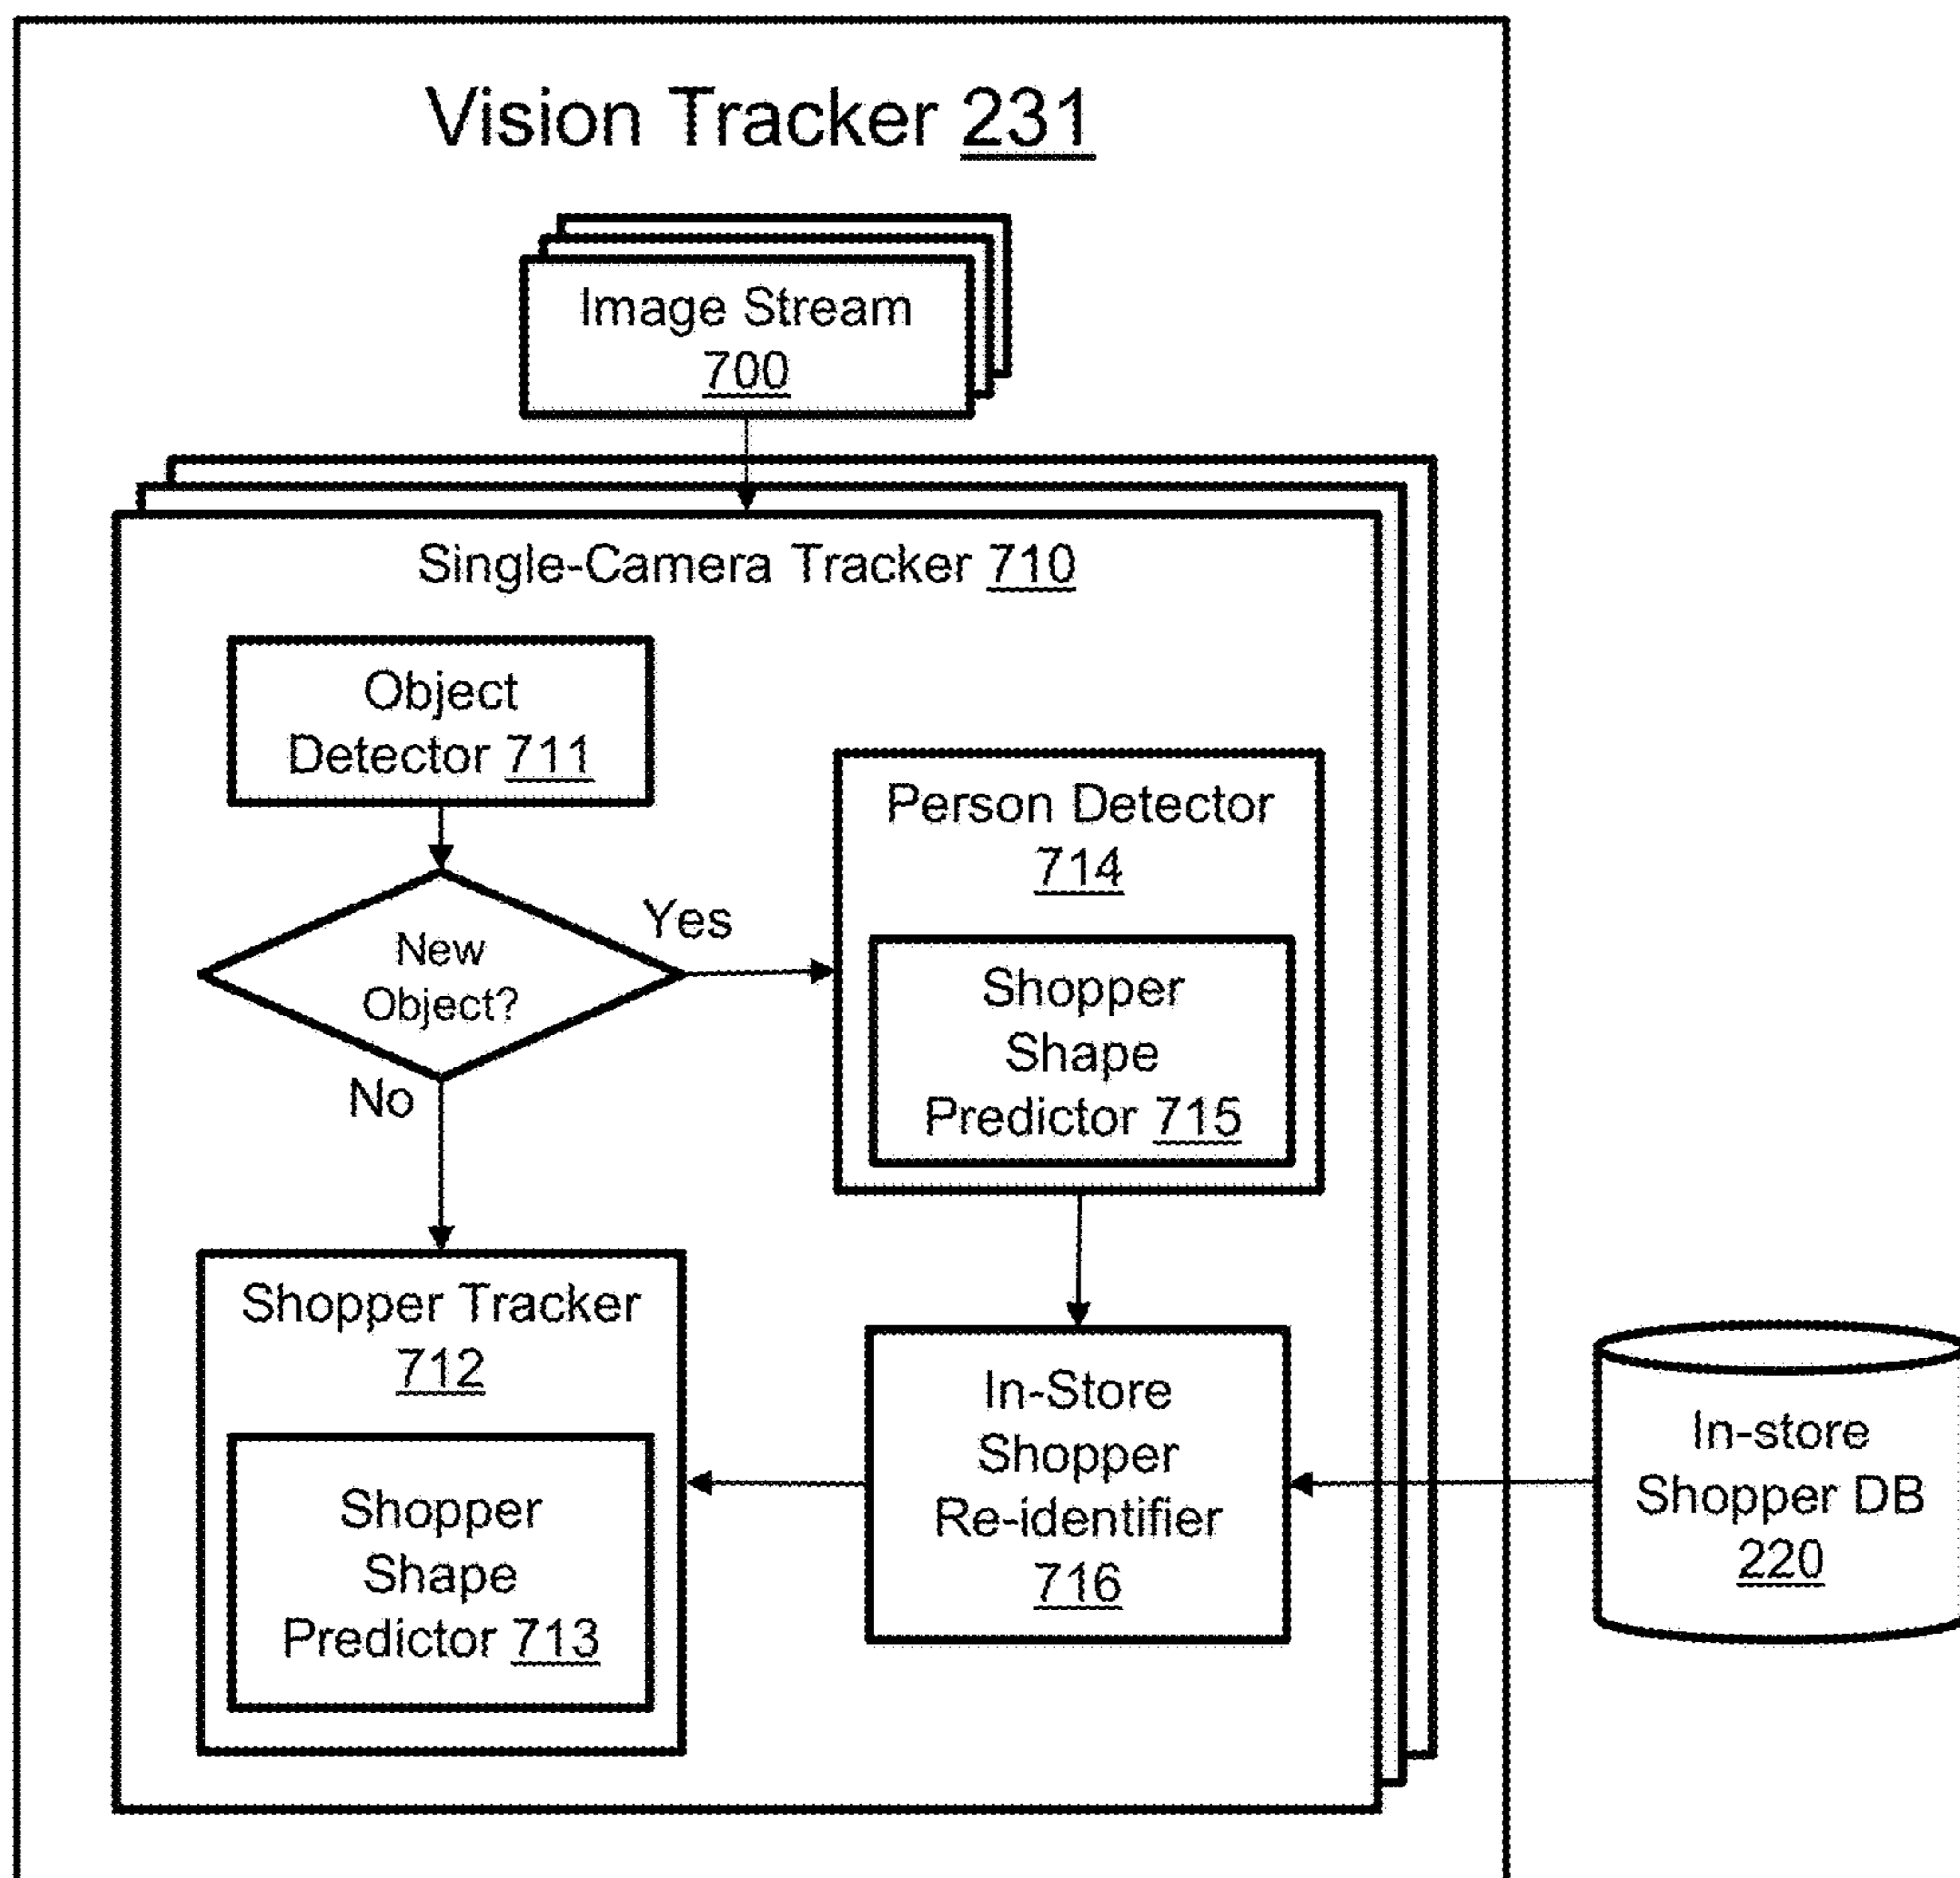 Vision Tracker 231
Image Stream
700
Single-Camera Tracker 710
Object
Detector 711
New
Object?
Yes
No
Person Detector
714
Shopper
Shape
Predictor 715
Shopper Tracker
712
Shopper
Shape
Predictor 713
In-Store
Shopper
Re-identifier
716
In-store
Shopper DB
220